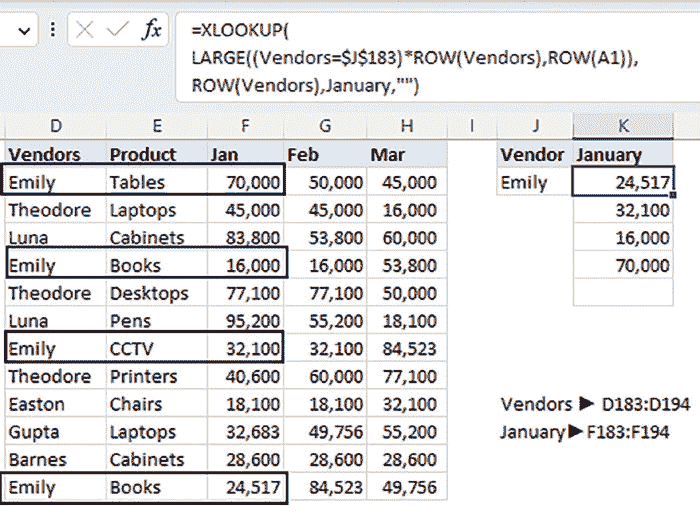 fx
=XLOOKUP(
LARGE((Vendors=$J$183)*ROW(Vendors),ROW(A1)),
ROW(Vendors),January,"")
D E F G H I J K
Vendors Product Jan Feb Mar Vendor January
Emily Tables 70,000 50,000 45,000 Emily 24,517
Theodore Laptops 45,000 45,000 16,000 32,100
Luna Cabinets 83,800 53,800 60,000 16,000
Emily Books 16,000 16,000 53,800 70,000
Theodore Desktops 77,100 77,100 50,000
Luna Pens 95,200 55,200 18,100
Emily CCTV 32,100 32,100 84,523
Theodore Printers 40,600 60,000 77,100
Easton Chairs 18,100 18,100 32,100 Vendors ► D183:D194
Gupta Laptops 32,683 49,756 55,200 January►F183:F194
Barnes Cabinets 28,600 28,600 28,600
Emily Books 24,517 84,523 49,756